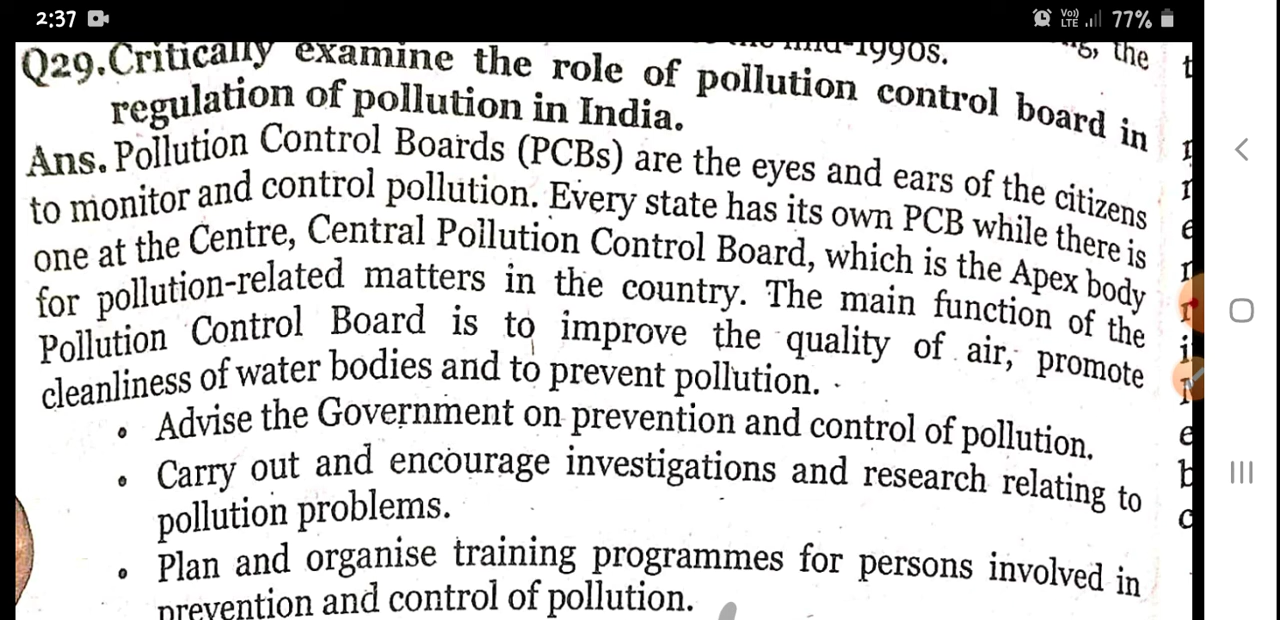 2:37
Vo))
LTE
77%
mid-1990s.
the
Q29.Critically examine the role of pollution control board in
regulation of pollution in India.
Ans. Pollution Control Boards (PCBs) are the eyes and ears of the citizens
to monitor and control pollution. Every state has its own PCB while there is
one at the Centre, Central Pollution Control Board, which is the Apex body
for pollution-related matters in the country. The main function of the
Pollution Control Board is to improve the quality of air, promote
cleanliness of water bodies and to prevent pollution.
• Advise the Government on prevention and control of pollution.
• Carry out and encourage investigations and research relating to
pollution problems.
• Plan and organise training programmes for persons involved in
prevention and control of pollution.